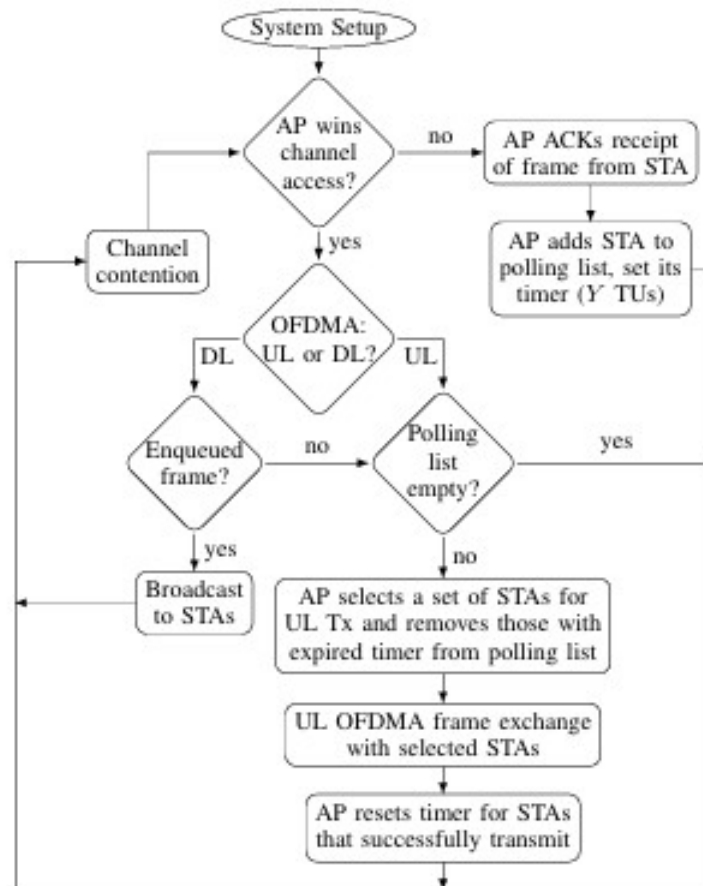 System Setup
AP wins
channel
access?
no
AP ACKs receipt
of frame from STA
AP adds STA to
polling list, set its
timer (Y TUs)
Channel
contention
yes
OFDMA:
UL or DL?
DL
UL
Enqueued
frame?
no
Polling
list
empty?
yes
yes
no
Broadcast
to STAs
AP selects a set of STAs for
UL Tx and removes those with
expired timer from polling list
UL OFDMA frame exchange
with selected STAs
AP resets timer for STAs
that successfully transmit